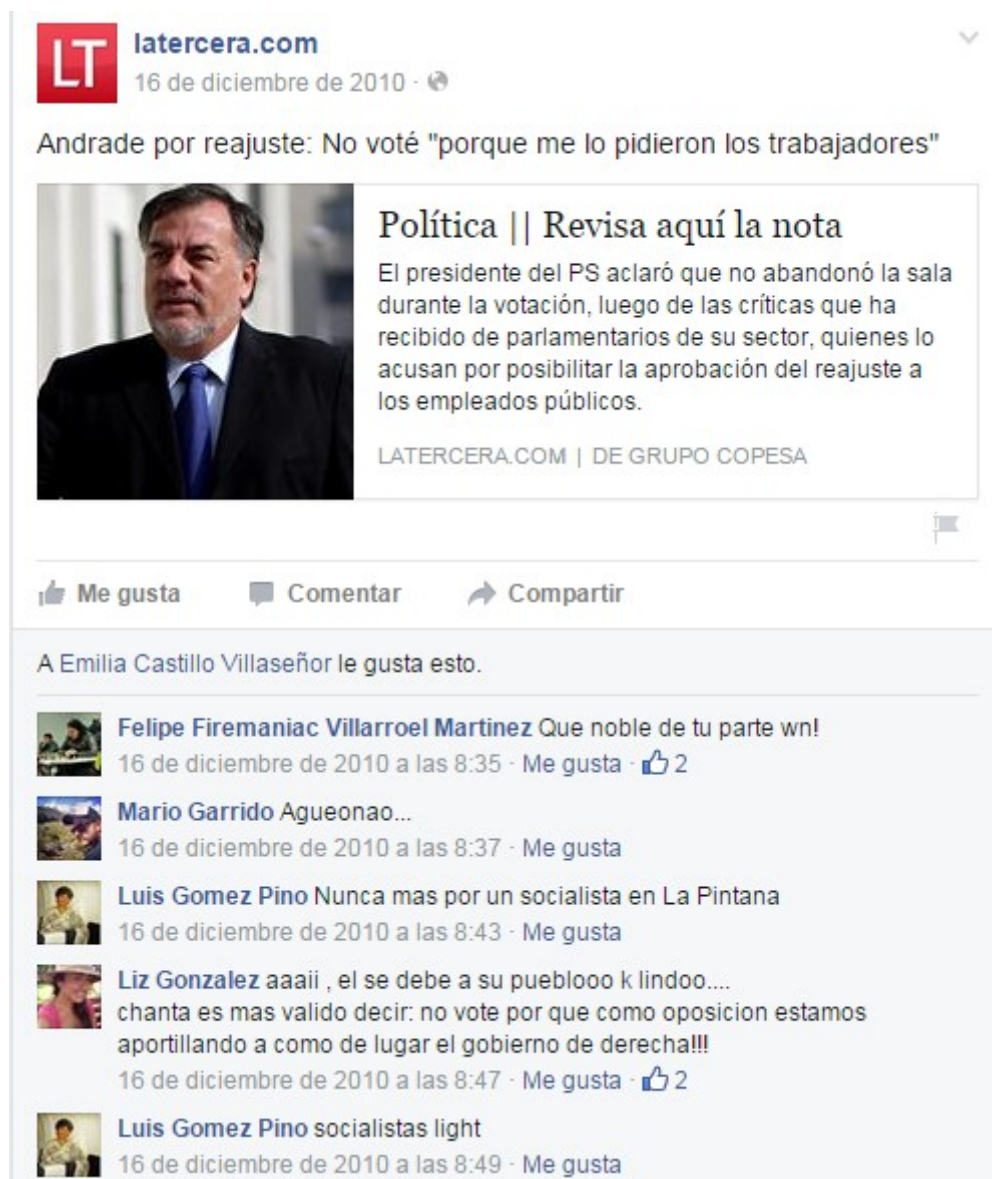 LT
latercera.com
16 de diciembre de 2010 ·
Andrade por reajuste: No voté "porque me lo pidieron los trabajadores"
Política || Revisa aquí la nota
El presidente del PS aclaró que no abandonó la sala
durante la votación, luego de las críticas que ha
recibido de parlamentarios de su sector, quienes lo
acusan por posibilitar la aprobación del reajuste a
los empleados públicos.
LATERCERA.COM | DE GRUPO COPESA
Me gusta Comentar Compartir
A Emilia Castillo Villaseñor le gusta esto.
Felipe Firemaniac Villarroel Martinez Que noble de tu parte wn!
16 de diciembre de 2010 a las 8:35 · Me gusta · 2
Mario Garrido Agueonao...
16 de diciembre de 2010 a las 8:37 · Me gusta
Luis Gomez Pino Nunca mas por un socialista en La Pintana
16 de diciembre de 2010 a las 8:43 · Me gusta
Liz Gonzalez aaaii , el se debe a su pueblooo k lindoo....
chanta es mas valido decir: no vote por que como oposicion estamos
aportillando a como de lugar el gobierno de derecha!!!
16 de diciembre de 2010 a las 8:47 · Me gusta · 2
Luis Gomez Pino socialistas light
16 de diciembre de 2010 a las 8:49 · Me gusta